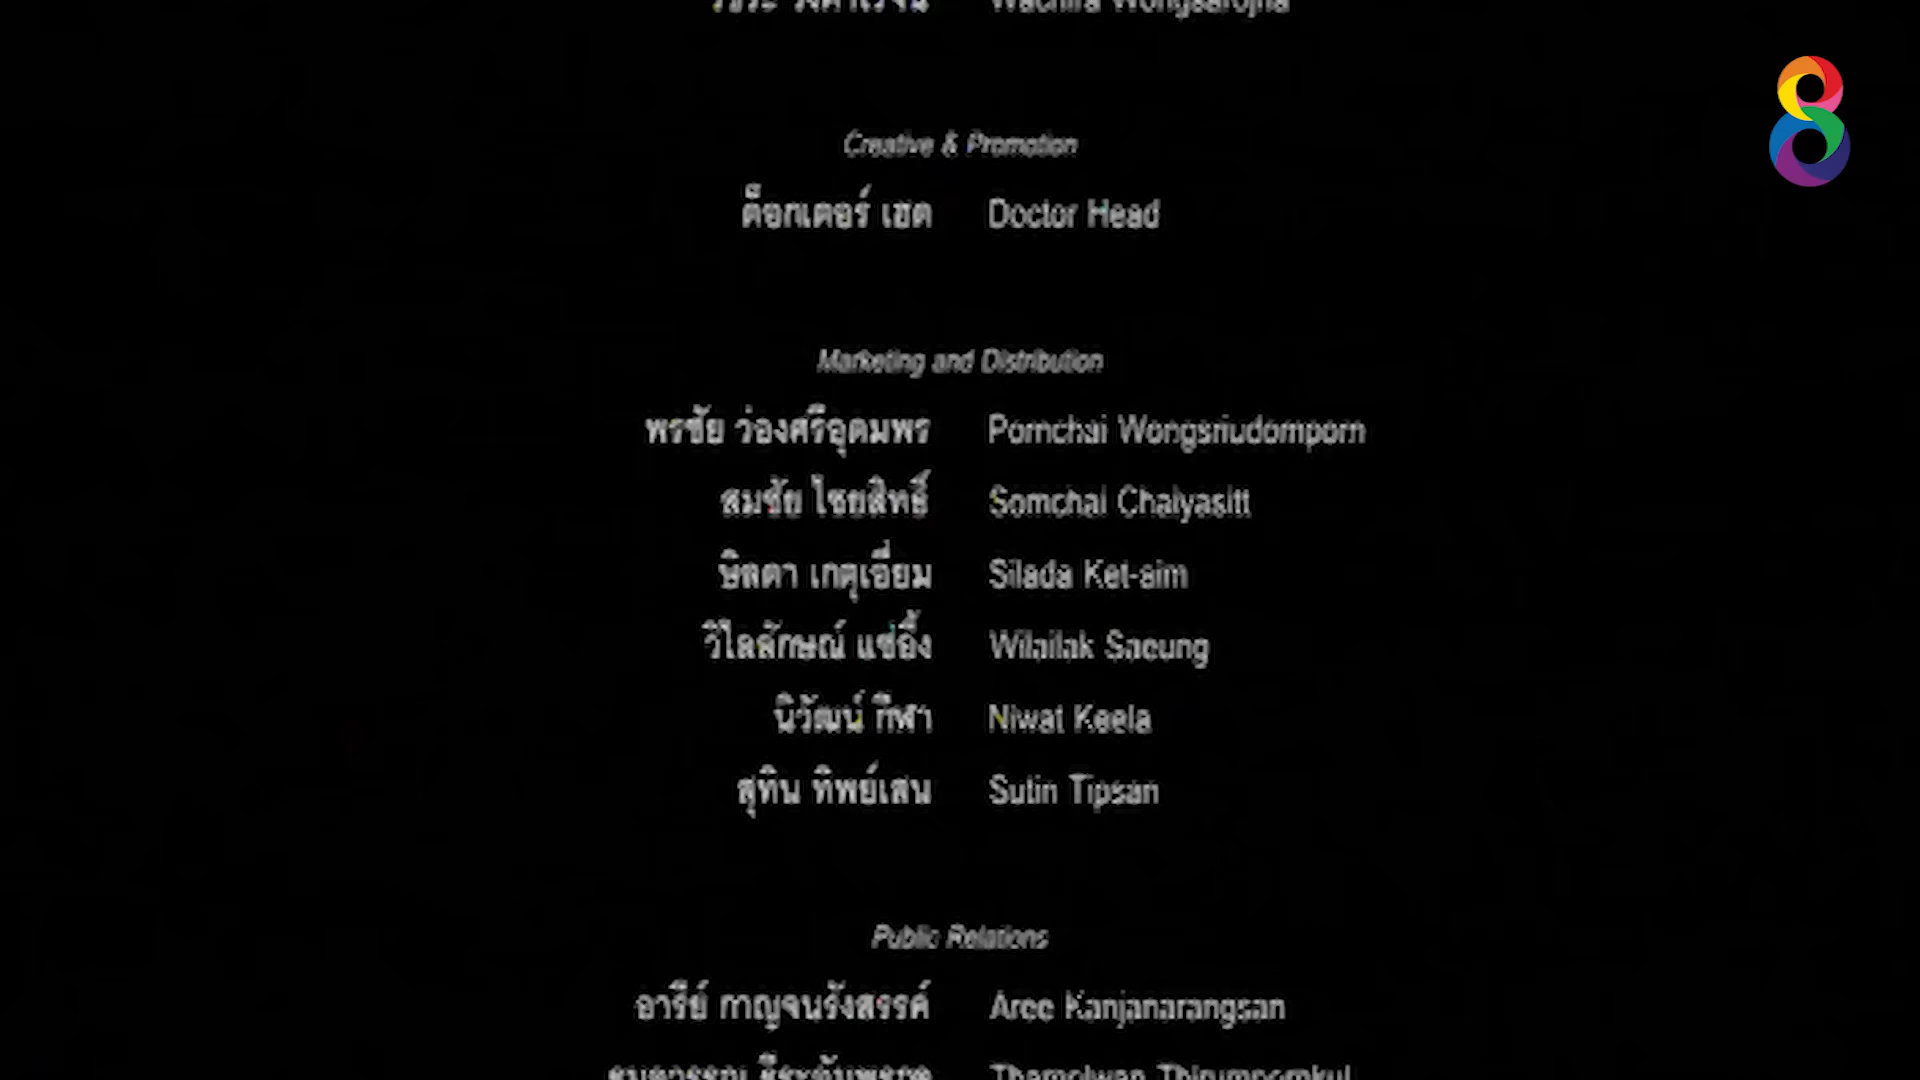 Creative & Promotion
ด็อกเตอร์ เฮด Doctor Head
Marketing and Distribution
พรชัย ว่องศรีอุดมพร Pornchai Wongsriudomporn
สมชัย ไชยสิทธิ์ Somchai Chaiyasitt
ษิลดา เกตุเอี่ยม Silada Ket-aim
วิไลลักษณ์ แซ่อึ้ง Wilailak Saeung
นิวัฒน์ กีฬา Niwat Keela
สุทิน ทิพย์เสน Sutin Tipsan
Public Relations
อารีย์ กาญจนรังสรรค์ Aree Kanjanarangsan
8